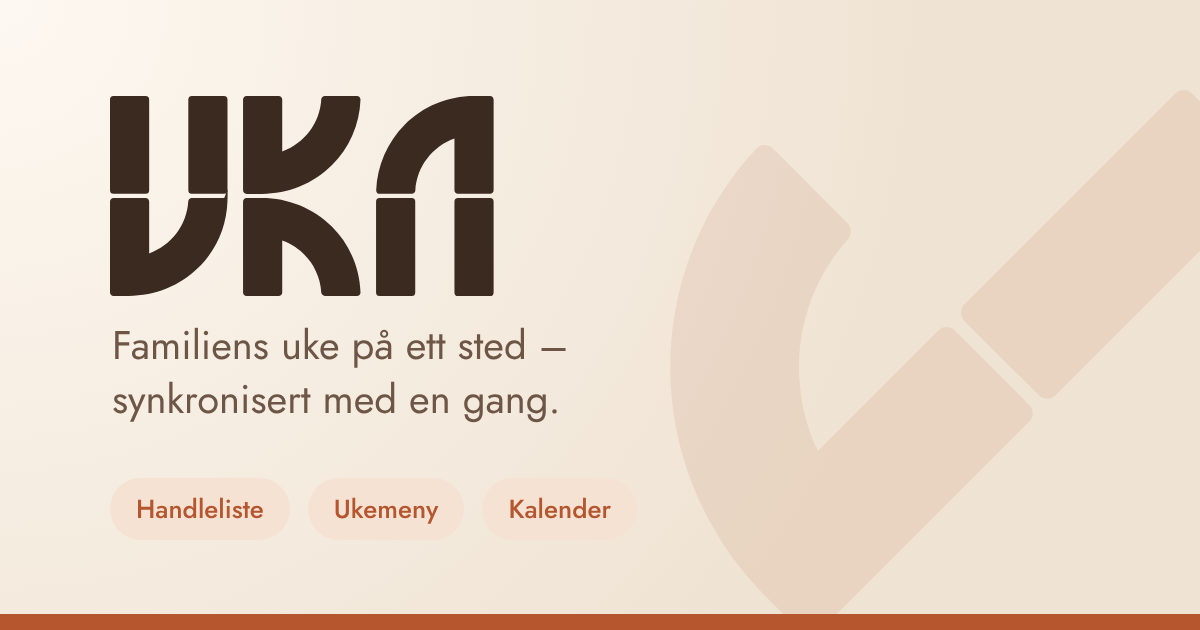 UKA
Familiens uke på ett sted –
synkronisert med en gang.
Handleliste
Ukemeny
Kalender